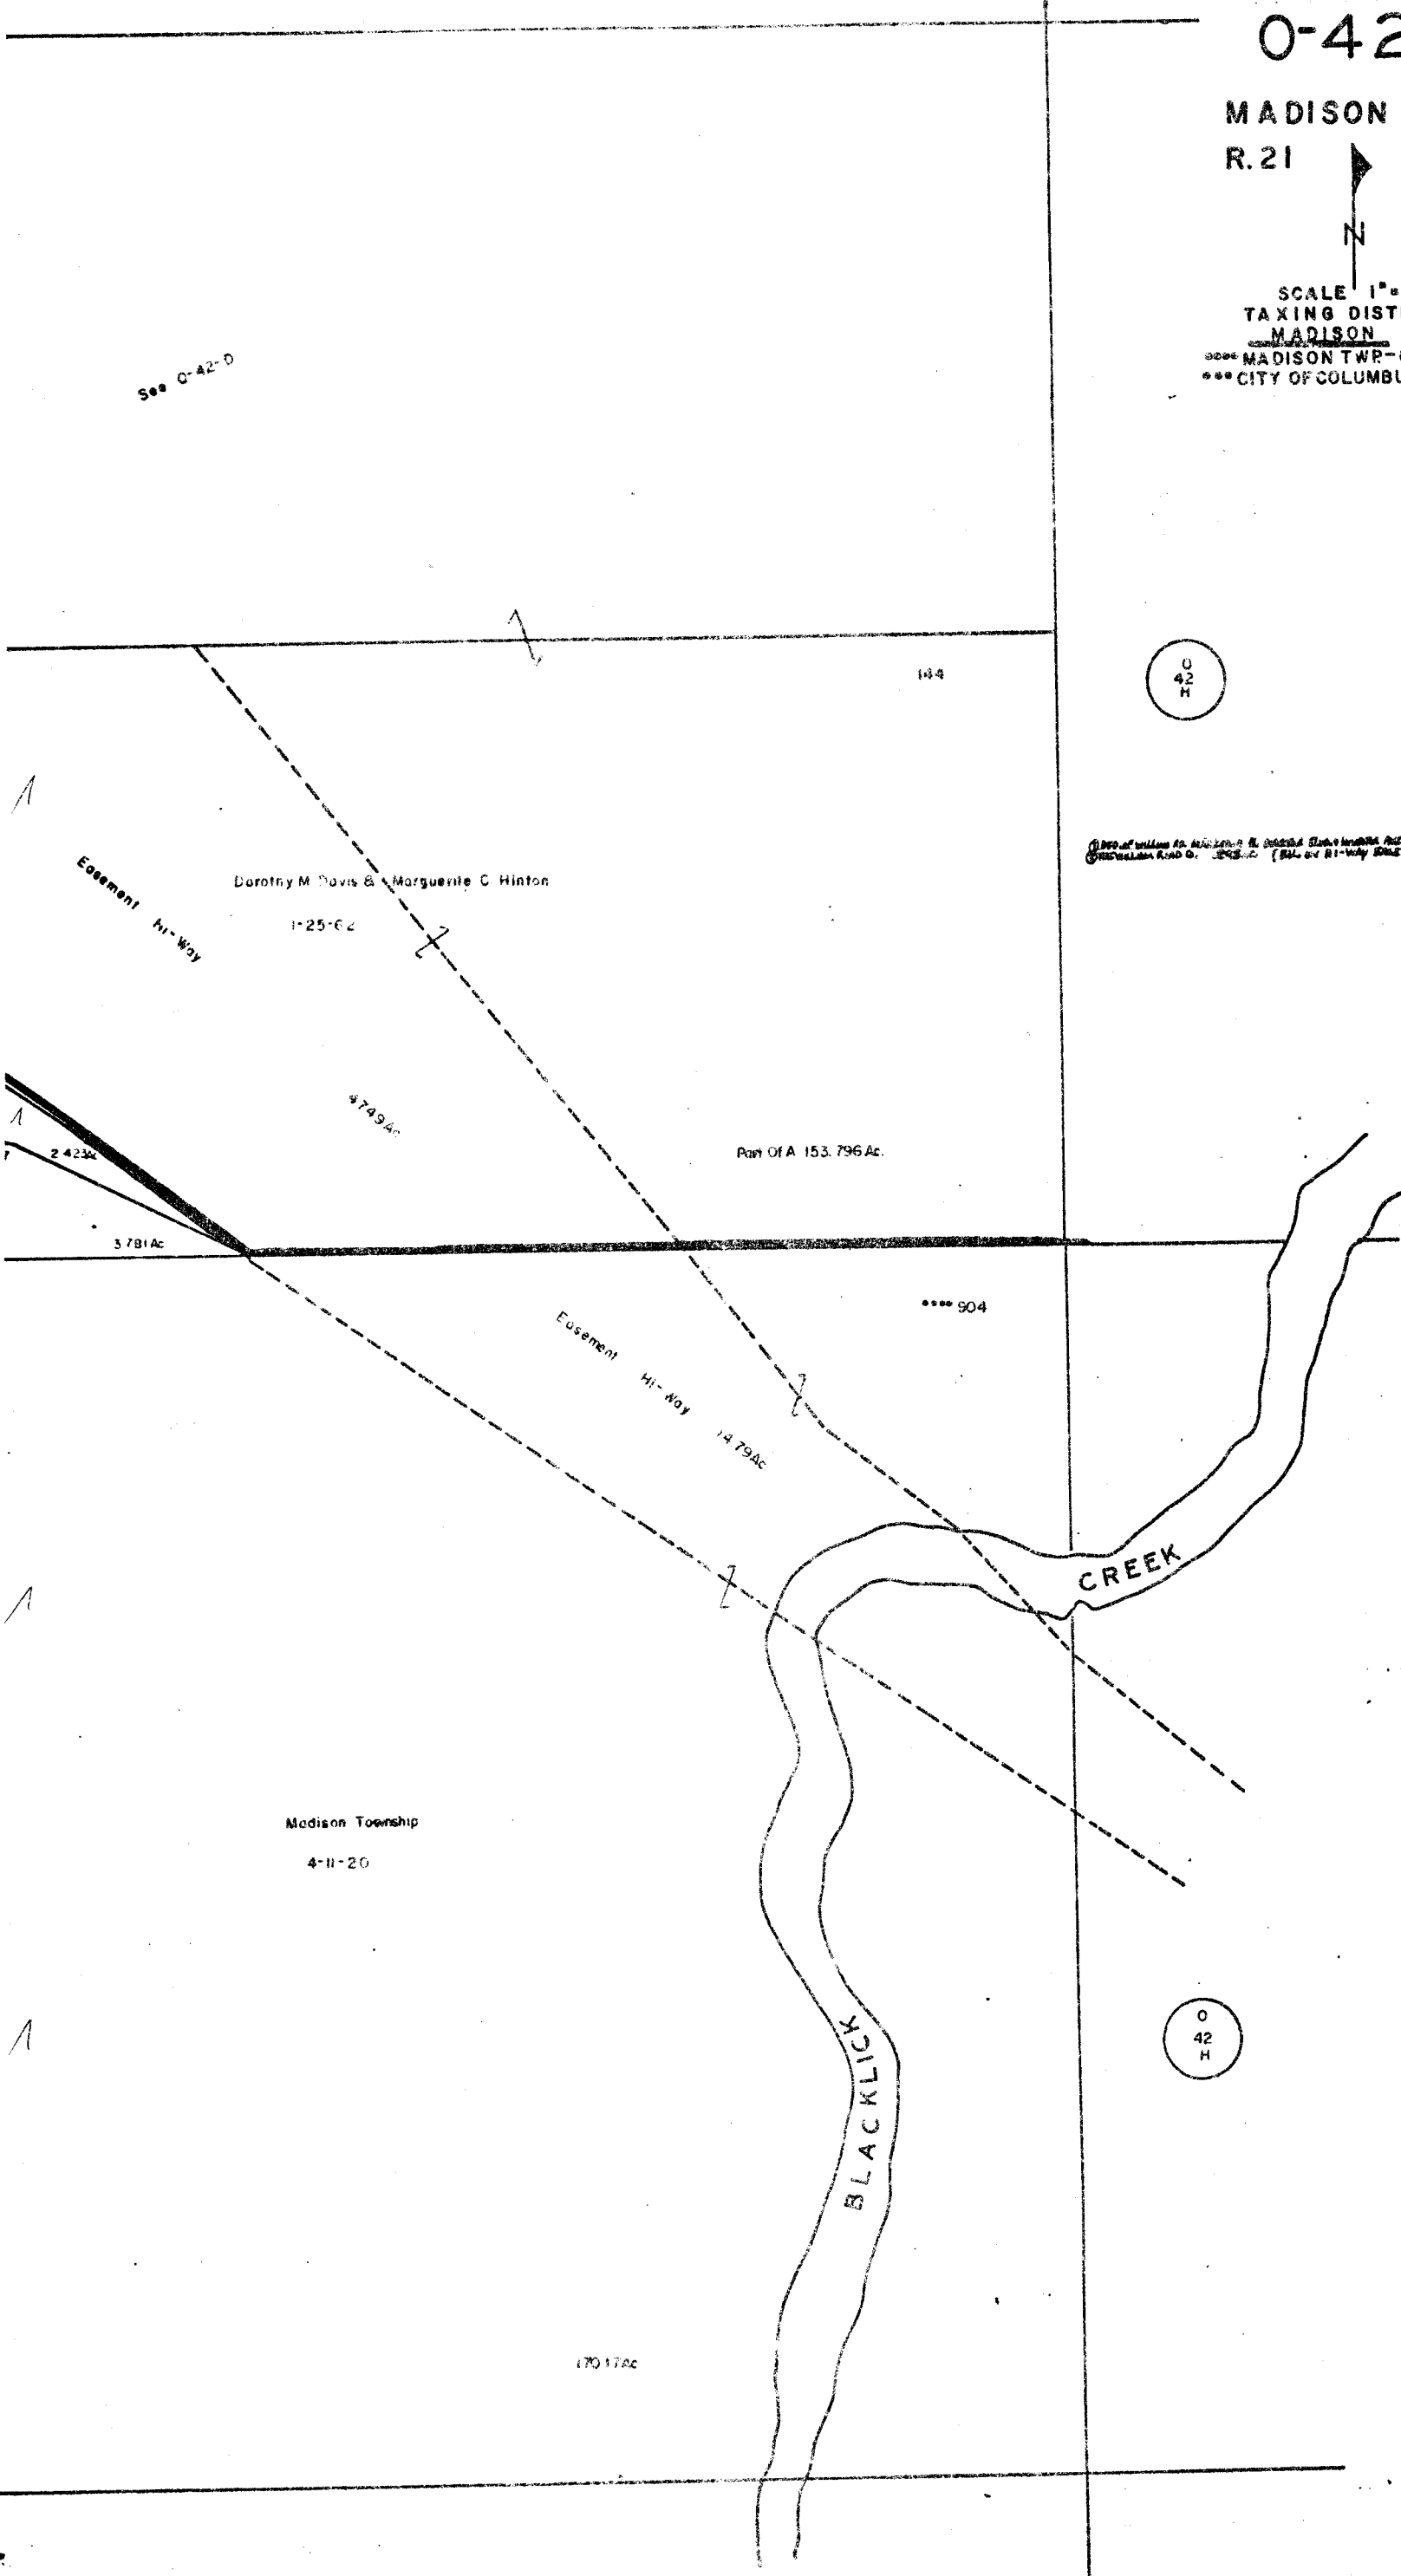 0-42
MADISON
R. 21
N
SCALE 1"=
TAXING DIST
MADISON
**** MADISON TWP-
*** CITY OF COLUMBU
See 0-42-D
144
0
42
H
Easement Hi-Way
Dorothy M Davis & Marguerite C Hinton
1-25-62
4749Ac
2 423Ac
Part Of A 153.796 Ac.
3 781Ac
**** 904
Easement Hi-Way 14.79Ac
CREEK
Madison Township
4-11-20
BLACKLICK
0
42
H
170 17Ac